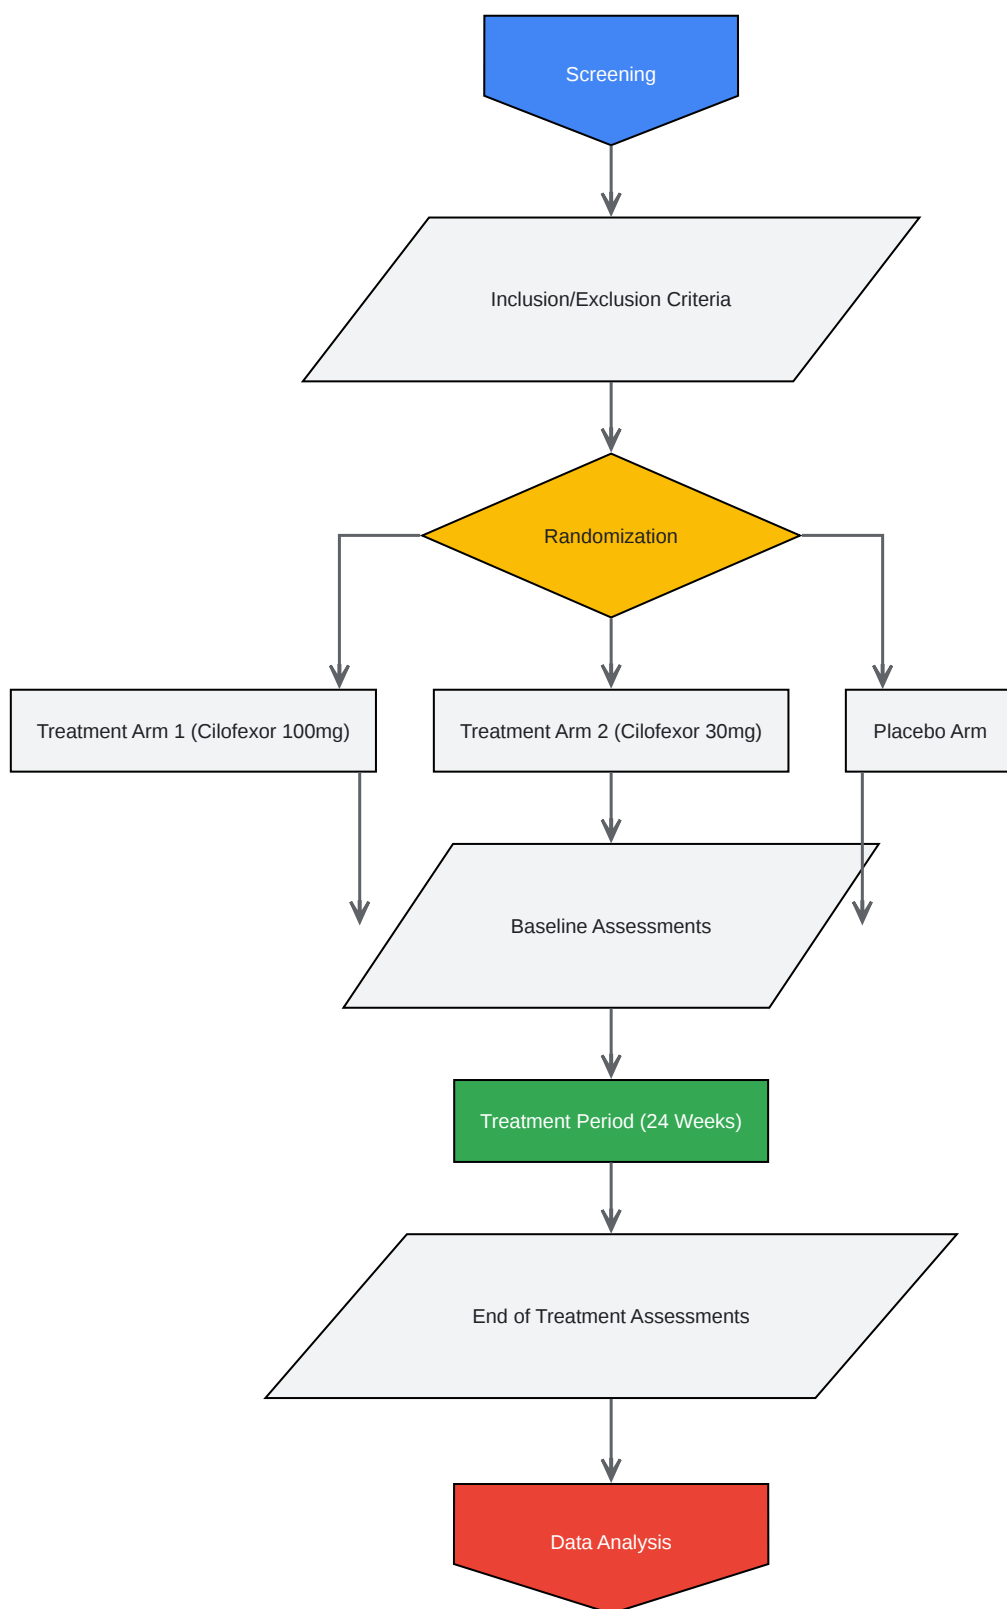 Screening
Inclusion/Exclusion Criteria
Randomization
Treatment Arm 1 (Cilofexor 100mg)
Treatment Arm 2 (Cilofexor 30mg)
Placebo Arm
Baseline Assessments
Treatment Period (24 Weeks)
End of Treatment Assessments
Data Analysis